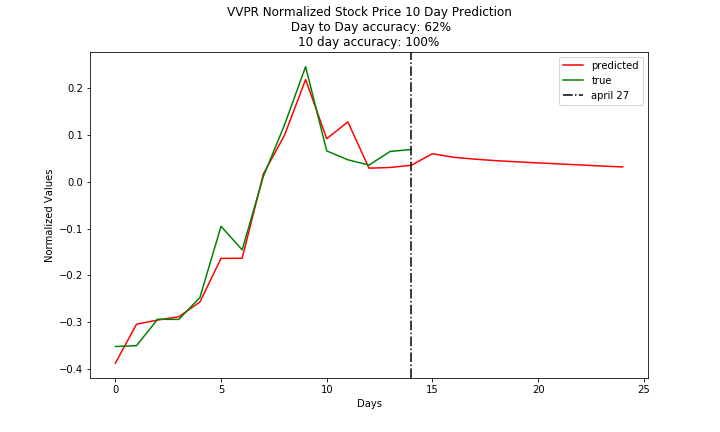 VVPR Normalized Stock Price 10 Day Prediction
Day to Day accuracy: 62%
10 day accuracy: 100%
predicted
true
april 27
0.2
0.1
0.0
−0.1
−0.2
−0.3
−0.4
Normalized Values
0 5 10 15 20 25
Days